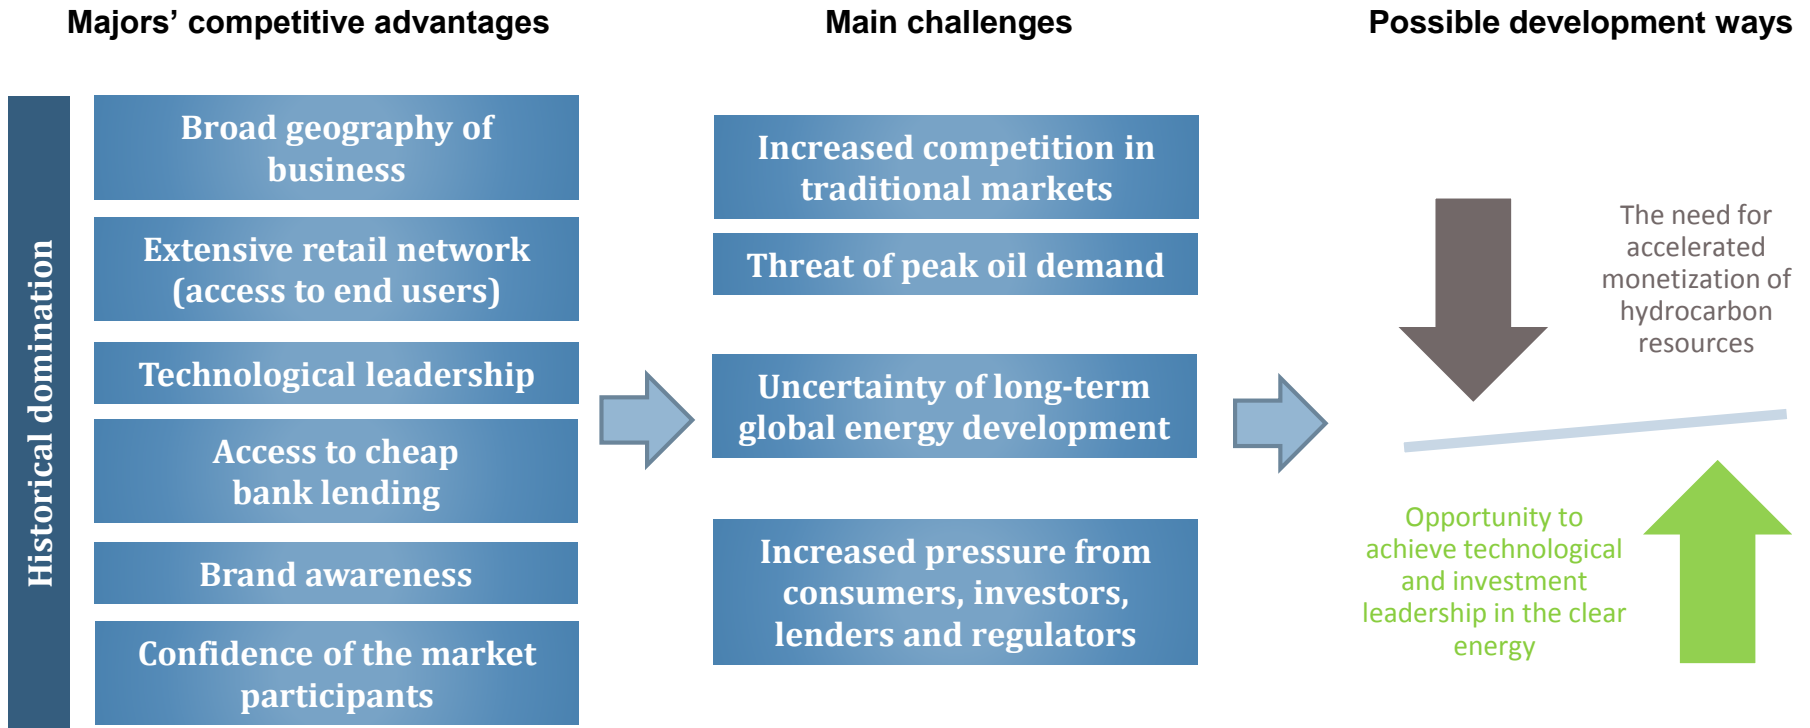 Majors’ competitive advantages
Main challenges
Possible development ways
Historical domination
Broad geography of
business
Extensive retail network
(access to end users)
Technological leadership
Access to cheap
bank lending
Brand awareness
Confidence of the market
participants
Increased competition in
traditional markets
Threat of peak oil demand
Uncertainty of long-term
global energy development
Increased pressure from
consumers, investors,
lenders and regulators
The need for
accelerated
monetization of
hydrocarbon
resources
Opportunity to
achieve technological
and investment
leadership in the clear
energy